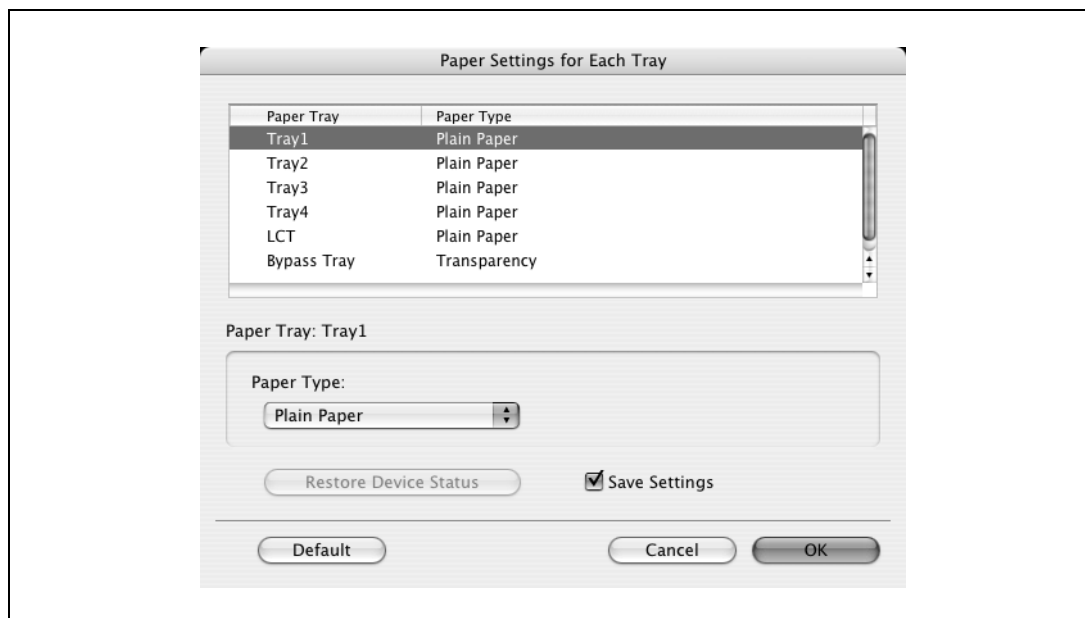 Paper Settings for Each Tray
Paper Tray Paper Type
Tray1 Plain Paper
Tray2 Plain Paper
Tray3 Plain Paper
Tray4 Plain Paper
LCT Plain Paper
Bypass Tray Transparency
Paper Tray: Tray1
Paper Type:
Plain Paper
Restore Device Status Save Settings
Default Cancel OK